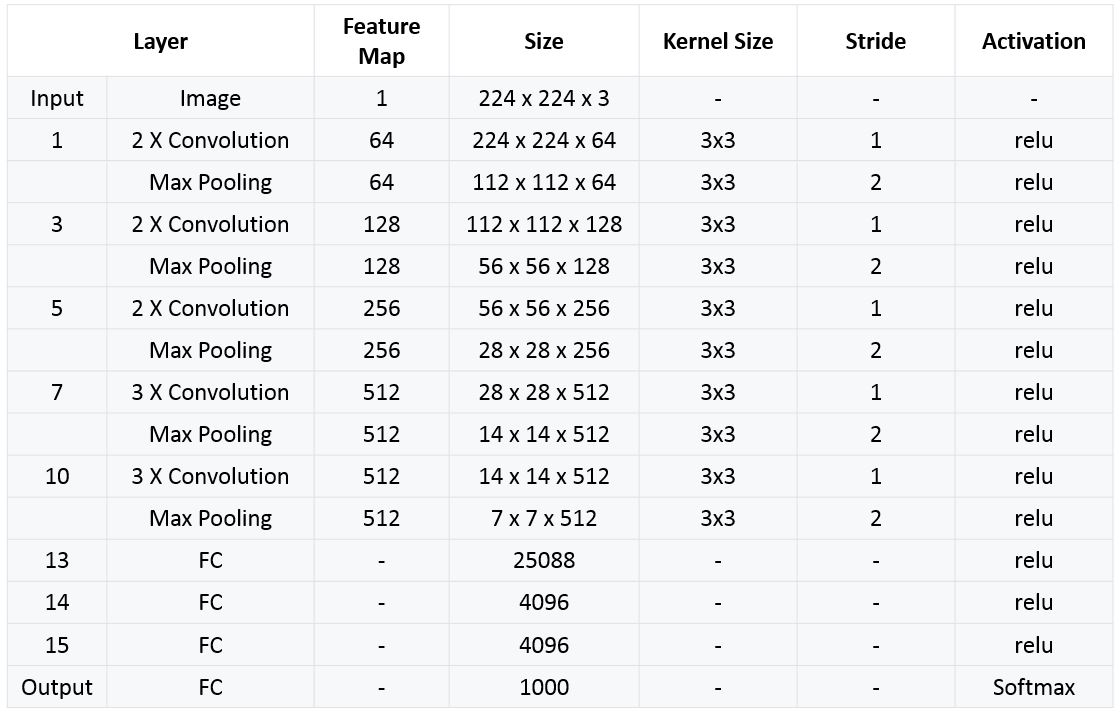 Layer Feature Map Size Kernel Size Stride Activation
Input Image 1 224 x 224 x 3 - - -
1 2 X Convolution 64 224 x 224 x 64 3x3 1 relu
Max Pooling 64 112 x 112 x 64 3x3 2 relu
3 2 X Convolution 128 112 x 112 x 128 3x3 1 relu
Max Pooling 128 56 x 56 x 128 3x3 2 relu
5 2 X Convolution 256 56 x 56 x 256 3x3 1 relu
Max Pooling 256 28 x 28 x 256 3x3 2 relu
7 3 X Convolution 512 28 x 28 x 512 3x3 1 relu
Max Pooling 512 14 x 14 x 512 3x3 2 relu
10 3 X Convolution 512 14 x 14 x 512 3x3 1 relu
Max Pooling 512 7 x 7 x 512 3x3 2 relu
13 FC - 25088 - - relu
14 FC - 4096 - - relu
15 FC - 4096 - - relu
Output FC - 1000 - - Softmax